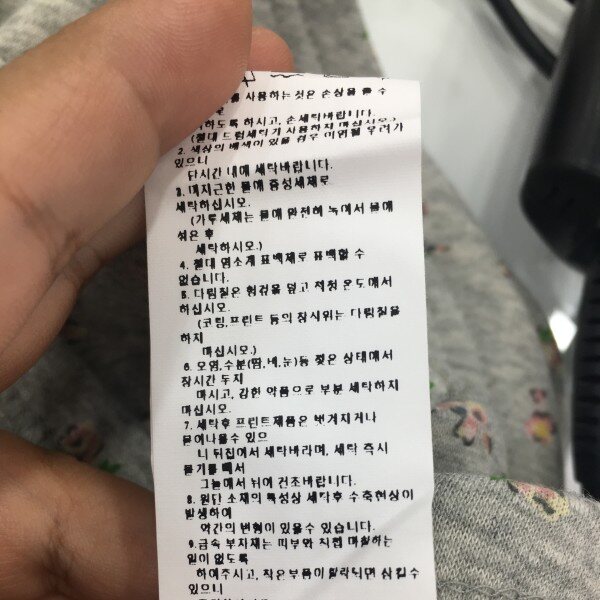 를 사용하는것은 손상을 줄 수
하도록 하시고, 손세탁바랍니다.
(절대 드럼세탁기 사용하지 마십시오.)
2. 색상의 배색이 있을 경우 이염될 우려가
있으니
단시간 내에 세탁바랍니다.
3. 미지근한 물에 중성세제로
세탁하십시오.
(가루세제는 물에 완전히 녹여서 물에
섞은 후
세탁하시오.)
4. 절대 염소계 표백제로 표백할 수
없습니다.
5. 다림질은 헝겊을 덮고 적정 온도에서
하십시오.
(코팅,프린트 등의 장식위는 다림질을
하지
마십시오.)
6. 오염,수분(땀,비,눈)등 젖은 상태에서
장시간 두지
마시고, 강한 약품으로 부분 세탁하지
마십시오.
7. 세탁후 프린트제품은 벗겨지거나
묻어나올수 있으
니 뒤집어서 세탁바라며, 세탁 즉시
물기를 빼서
그늘에서 뉘어 건조바랍니다.
8. 원단 소재의 특성상 세탁후 수축현상이
발생하여
약간의 변형이 있을수 있습니다.
9.금속 부자재는 피부와 직접 마찰하는
일이 없도록
하여주시고, 작은부품이 탈락되면 삼킬수
있으니